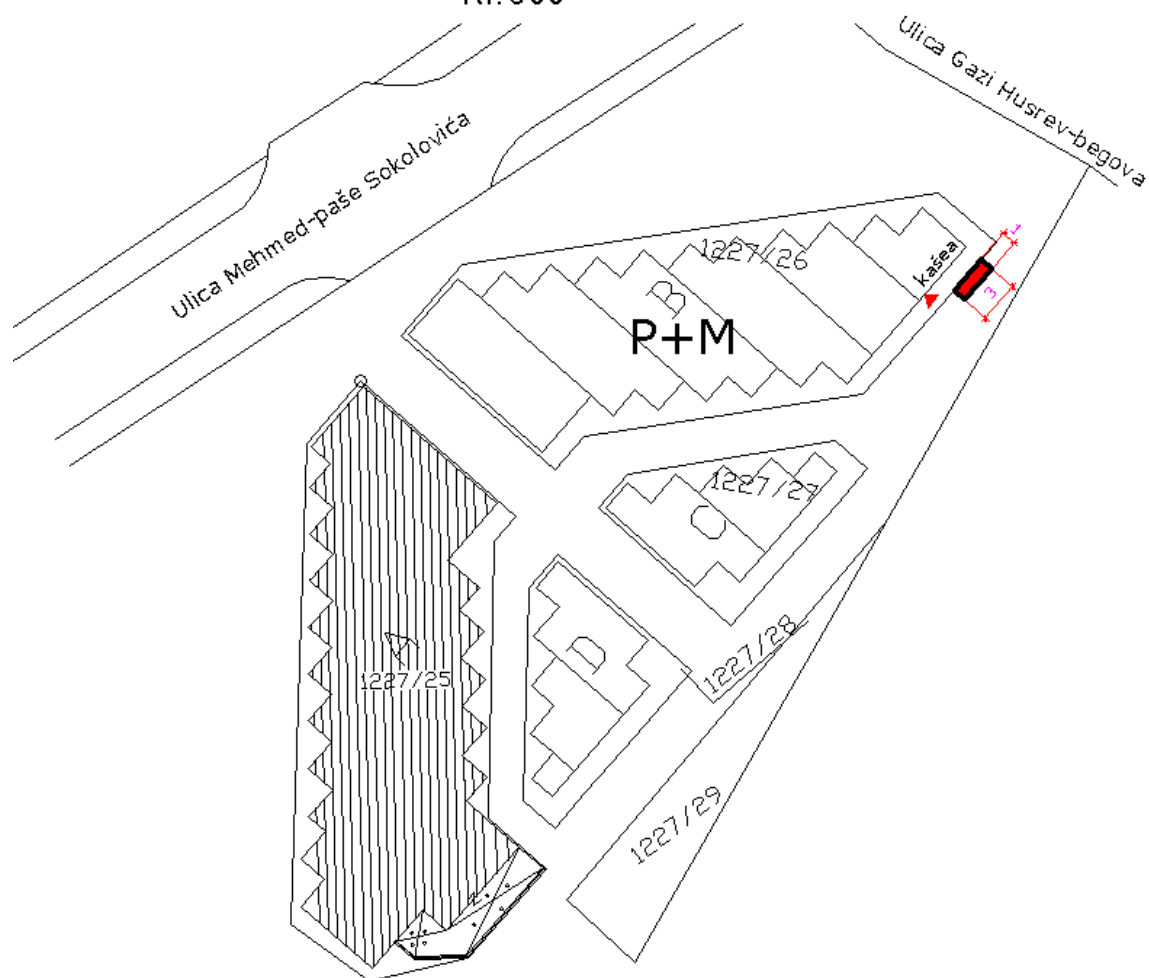 Ulica Gazi Husrev-begova
Ulica Mehmed-paše Sokolovića
1227/26
B
P+M
kašea
1
3
1227/27
C
D
A
1227/25
1227/28
1227/29